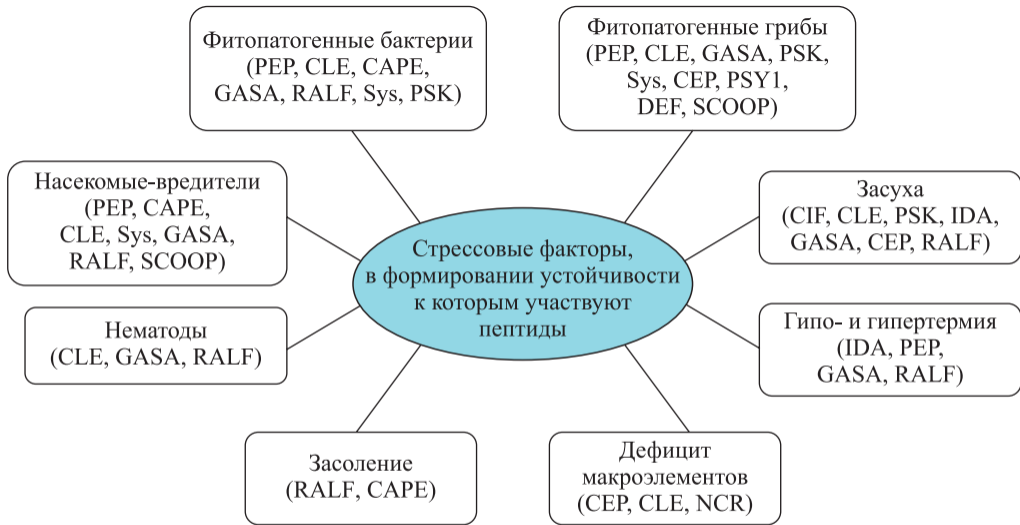 Фитопатогенные бактерии
(PEP, CLE, CAPE,
GASA, RALF, Sys, PSK)
Фитопатогенные грибы
(PEP, CLE, GASA, PSK,
Sys, CEP, PSY1,
DEF, SCOOP)
Насекомые-вредители
(PEP, CAPE,
CLE, Sys, GASA,
RALF, SCOOP)
Засуха
(CIF, CLE, PSK, IDA,
GASA, CEP, RALF)
Стрессовые факторы,
в формировании устойчивости
к которым участвуют
пептиды
Нематоды
(CLE, GASA, RALF)
Гипо- и гипертермия
(IDA, PEP,
GASA, RALF)
Засоление
(RALF, CAPE)
Дефицит
макроэлементов
(CEP, CLE, NCR)